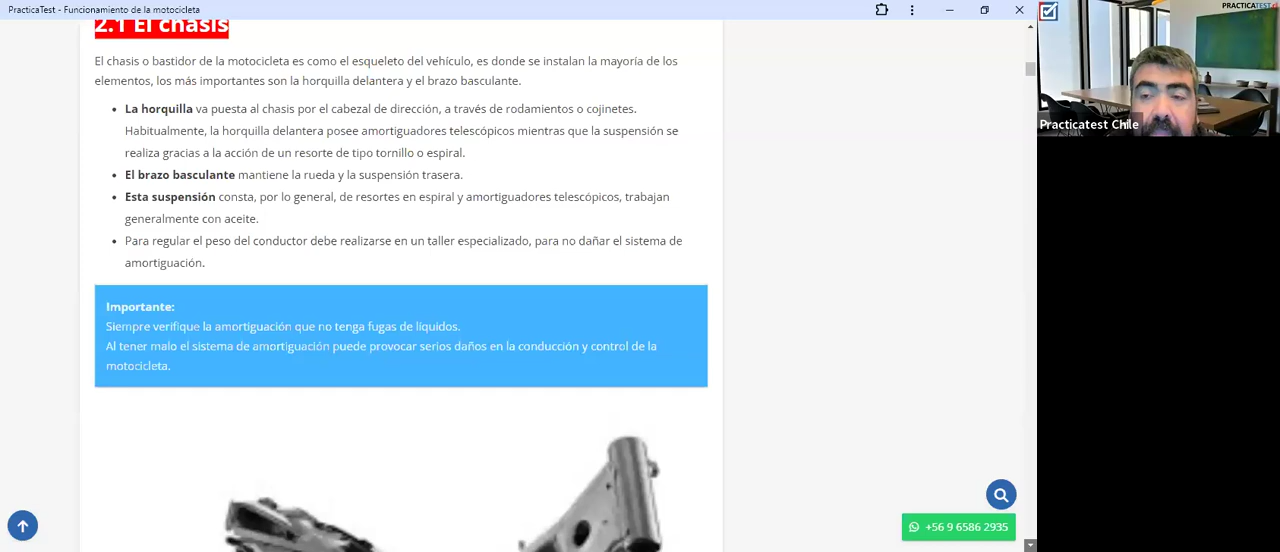 PracticaTest - Funcionamiento de la motocicleta
PRACTICATEST
2.1 El chasis
El chasis o bastidor de la motocicleta es como el esqueleto del vehículo, es donde se instalan la mayoría de los
elementos, los más importantes son la horquilla delantera y el brazo basculante.
Practicatest Chile
• La horquilla va puesta al chasis por el cabezal de dirección, a través de rodamientos o cojinetes.
Habitualmente, la horquilla delantera posee amortiguadores telescópicos mientras que la suspensión se
realiza gracias a la acción de un resorte de tipo tornillo o espiral.
• El brazo basculante mantiene la rueda y la suspensión trasera.
• Esta suspensión consta, por lo general, de resortes en espiral y amortiguadores telescópicos, trabajan
generalmente con aceite.
• Para regular el peso del conductor debe realizarse en un taller especializado, para no dañar el sistema de
amortiguación.
Importante:
Siempre verifique la amortiguación que no tenga fugas de líquidos.
Al tener malo el sistema de amortiguación puede provocar serios daños en la conducción y control de la
motocicleta.
+56 9 6586 2935